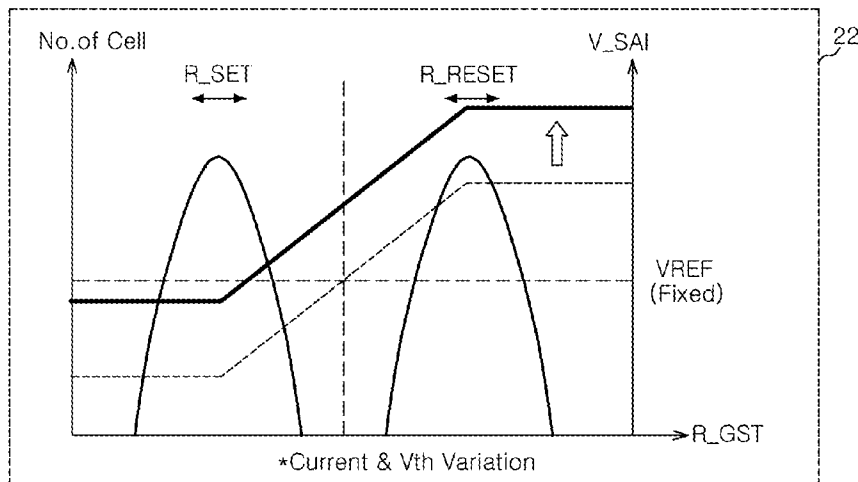 No.of Cell
V_SAI
22
R_SET
R_RESET
VREF
(Fixed)
R_GST
*Current & Vth Variation